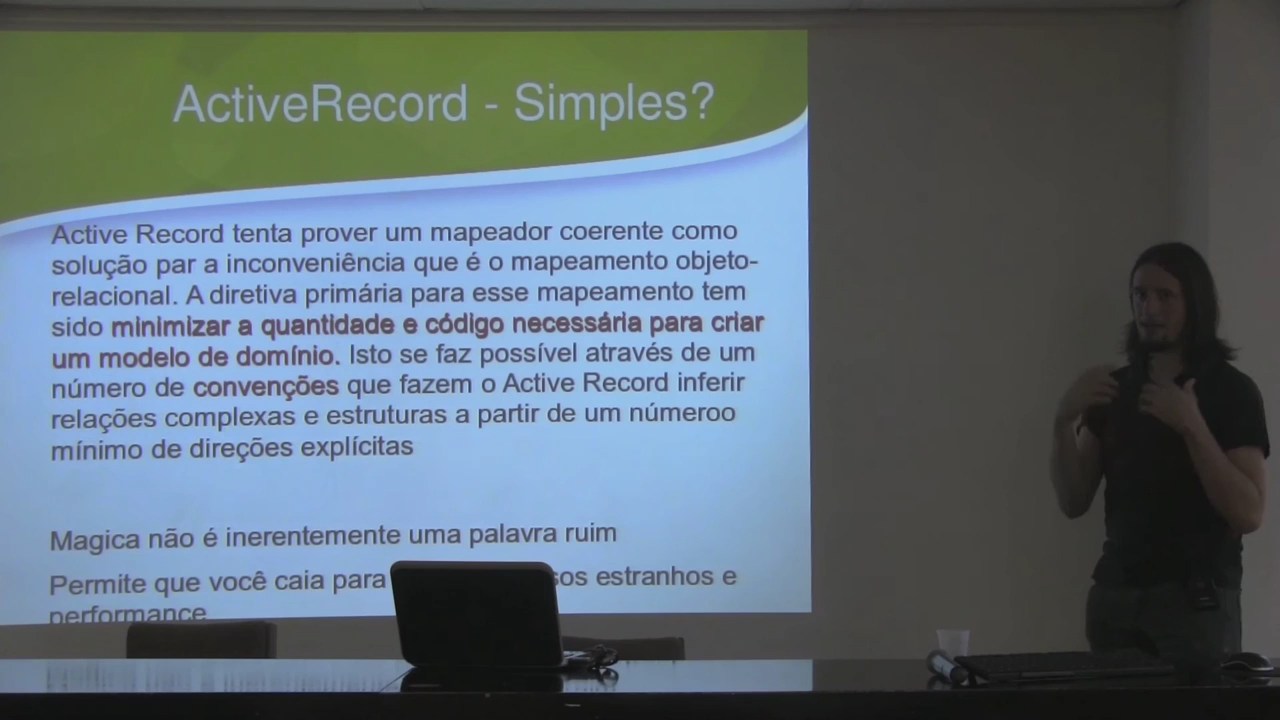 ActiveRecord - Simples?
Active Record tenta prover um mapeador coerente como
solução par a inconveniência que é o mapeamento objeto-
relacional. A diretiva primária para esse mapeamento tem
sido minimizar a quantidade e código necessária para criar
um modelo de domínio. Isto se faz possível através de um
número de convenções que fazem o Active Record inferir
relações complexas e estruturas a partir de um númeroo
mínimo de direções explícitas
Magica não é inerentemente uma palavra ruim
Permite que você caia para estranhos e
performance